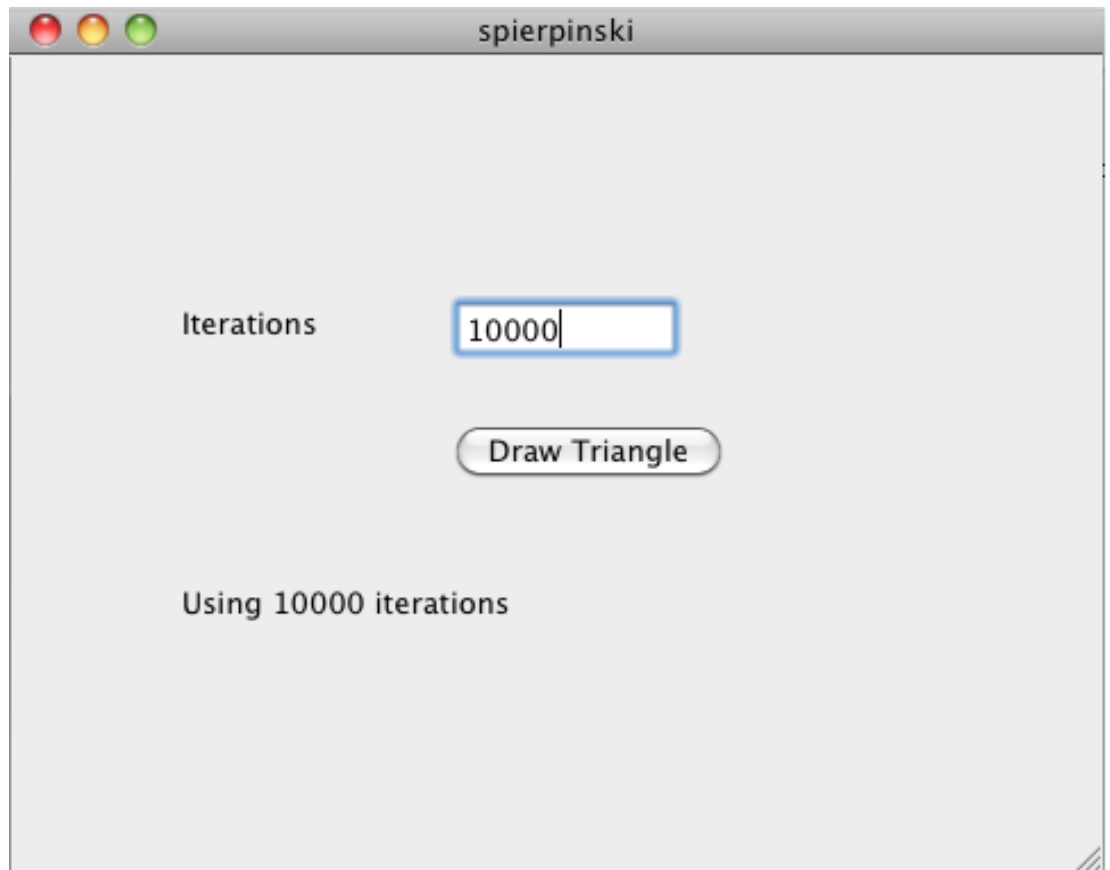 spierpinski
Iterations
10000
Draw Triangle
Using 10000 iterations